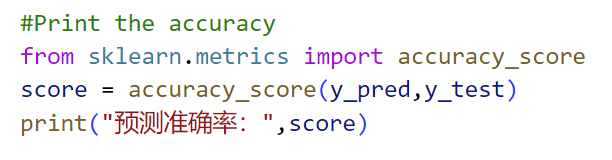 #Print the accuracy
from sklearn.metrics import accuracy_score
score = accuracy_score(y_pred,y_test)
print("预测准确率：",score)